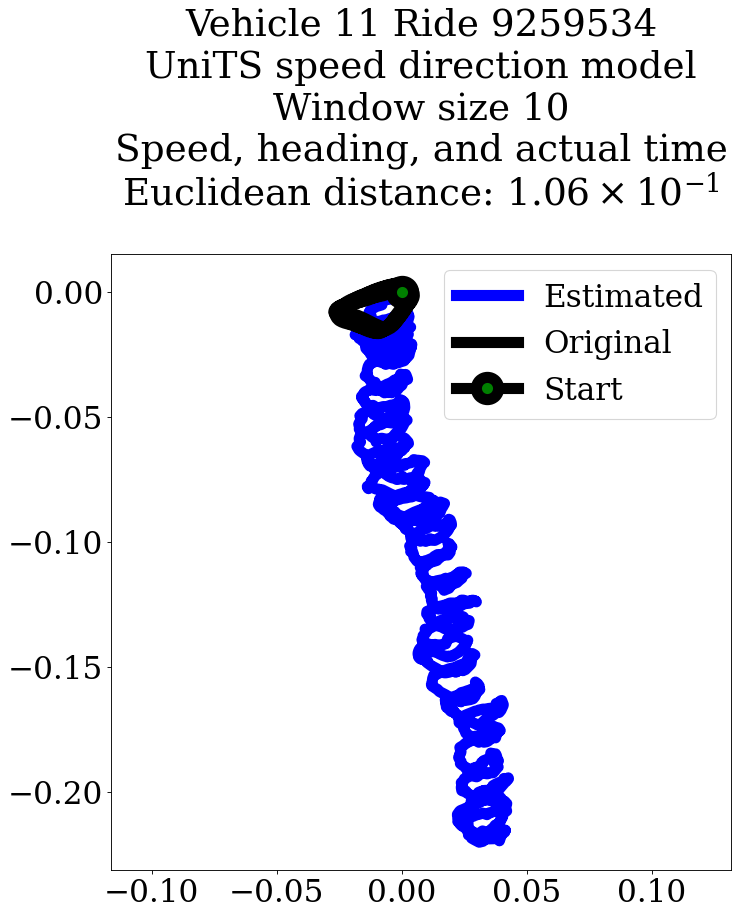 Vehicle 11 Ride 9259534
UniTS speed direction model
Window size 10
Speed, heading, and actual time
Euclidean distance: 1.06 × 10⁻¹
Estimated
Original
Start
0.00
−0.05
−0.10
−0.15
−0.20
−0.10 −0.05 0.00 0.05 0.10